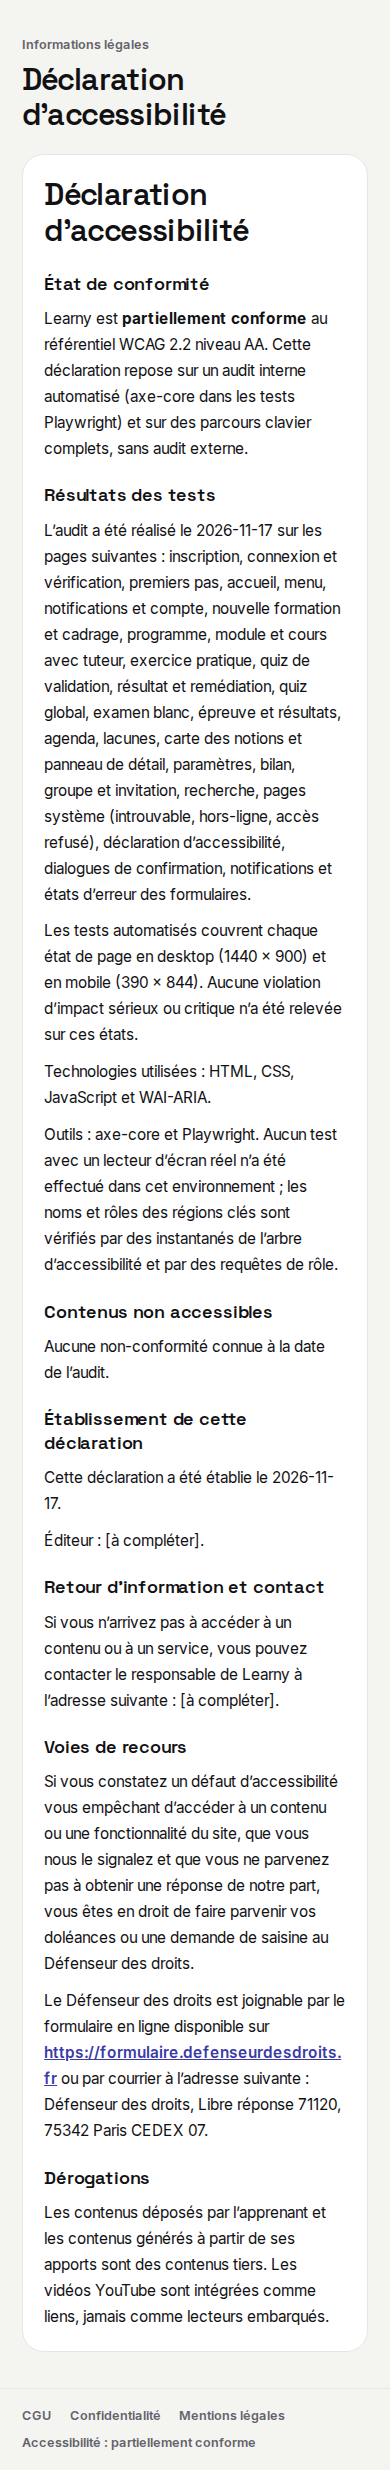 Informations légales
Déclaration
d’accessibilité
Déclaration
d’accessibilité
État de conformité
Learny est partiellement conforme au
référentiel WCAG 2.2 niveau AA. Cette
déclaration repose sur un audit interne
automatisé (axe-core dans les tests
Playwright) et sur des parcours clavier
complets, sans audit externe.
Résultats des tests
L’audit a été réalisé le 2026-11-17 sur les
pages suivantes : inscription, connexion et
vérification, premiers pas, accueil, menu,
notifications et compte, nouvelle formation
et cadrage, programme, module et cours
avec tuteur, exercice pratique, quiz de
validation, résultat et remédiation, quiz
global, examen blanc, épreuve et résultats,
agenda, lacunes, carte des notions et
panneau de détail, paramètres, bilan,
groupe et invitation, recherche, pages
système (introuvable, hors-ligne, accès
refusé), déclaration d’accessibilité,
dialogues de confirmation, notifications et
états d’erreur des formulaires.
Les tests automatisés couvrent chaque
état de page en desktop (1440 × 900) et
en mobile (390 × 844). Aucune violation
d’impact sérieux ou critique n’a été relevée
sur ces états.
Technologies utilisées : HTML, CSS,
JavaScript et WAI-ARIA.
Outils : axe-core et Playwright. Aucun test
avec un lecteur d’écran réel n’a été
effectué dans cet environnement ; les
noms et rôles des régions clés sont
vérifiés par des instantanés de l’arbre
d’accessibilité et par des requêtes de rôle.
Contenus non accessibles
Aucune non-conformité connue à la date
de l’audit.
Établissement de cette
déclaration
Cette déclaration a été établie le 2026-11-
17.
Éditeur : [à compléter].
Retour d’information et contact
Si vous n’arrivez pas à accéder à un
contenu ou à un service, vous pouvez
contacter le responsable de Learny à
l’adresse suivante : [à compléter].
Voies de recours
Si vous constatez un défaut d’accessibilité
vous empêchant d’accéder à un contenu
ou une fonctionnalité du site, que vous
nous le signalez et que vous ne parvenez
pas à obtenir une réponse de notre part,
vous êtes en droit de faire parvenir vos
doléances ou une demande de saisine au
Défenseur des droits.
Le Défenseur des droits est joignable par le
formulaire en ligne disponible sur
https://formulaire.defenseurdesdroits.
fr ou par courrier à l’adresse suivante :
Défenseur des droits, Libre réponse 71120,
75342 Paris CEDEX 07.
Dérogations
Les contenus déposés par l’apprenant et
les contenus générés à partir de ses
apports sont des contenus tiers. Les
vidéos YouTube sont intégrées comme
liens, jamais comme lecteurs embarqués.
CGU Confidentialité Mentions légales
Accessibilité : partiellement conforme